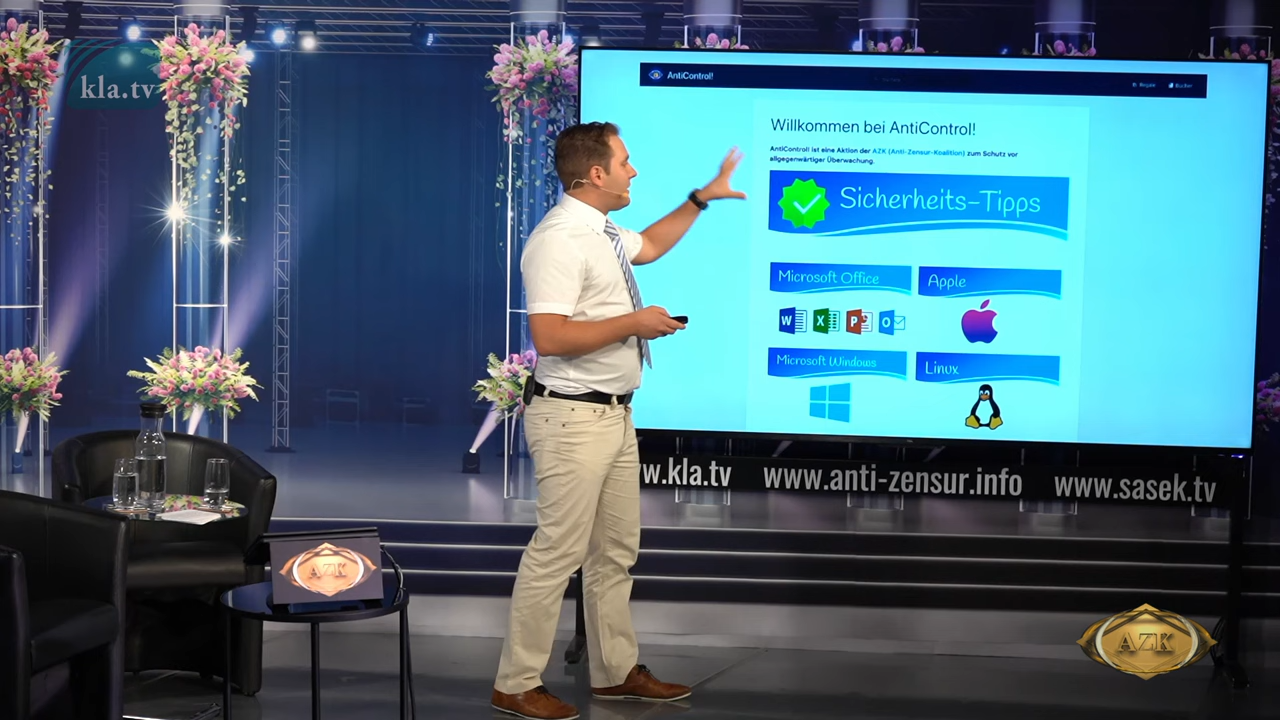 kla.tv
AntiControl!
Willkommen bei AntiControl!
AntiControl! ist eine Aktion der AZK (Anti-Zensur-Koalition) zum Schutz vor
allgegenwärtiger Überwachung.
Sicherheits-Tipps
Microsoft Office
Apple
W X P O
Microsoft Windows
Linux
w.kla.tv www.anti-zensur.info www.sasek.tv
AZK
AZK